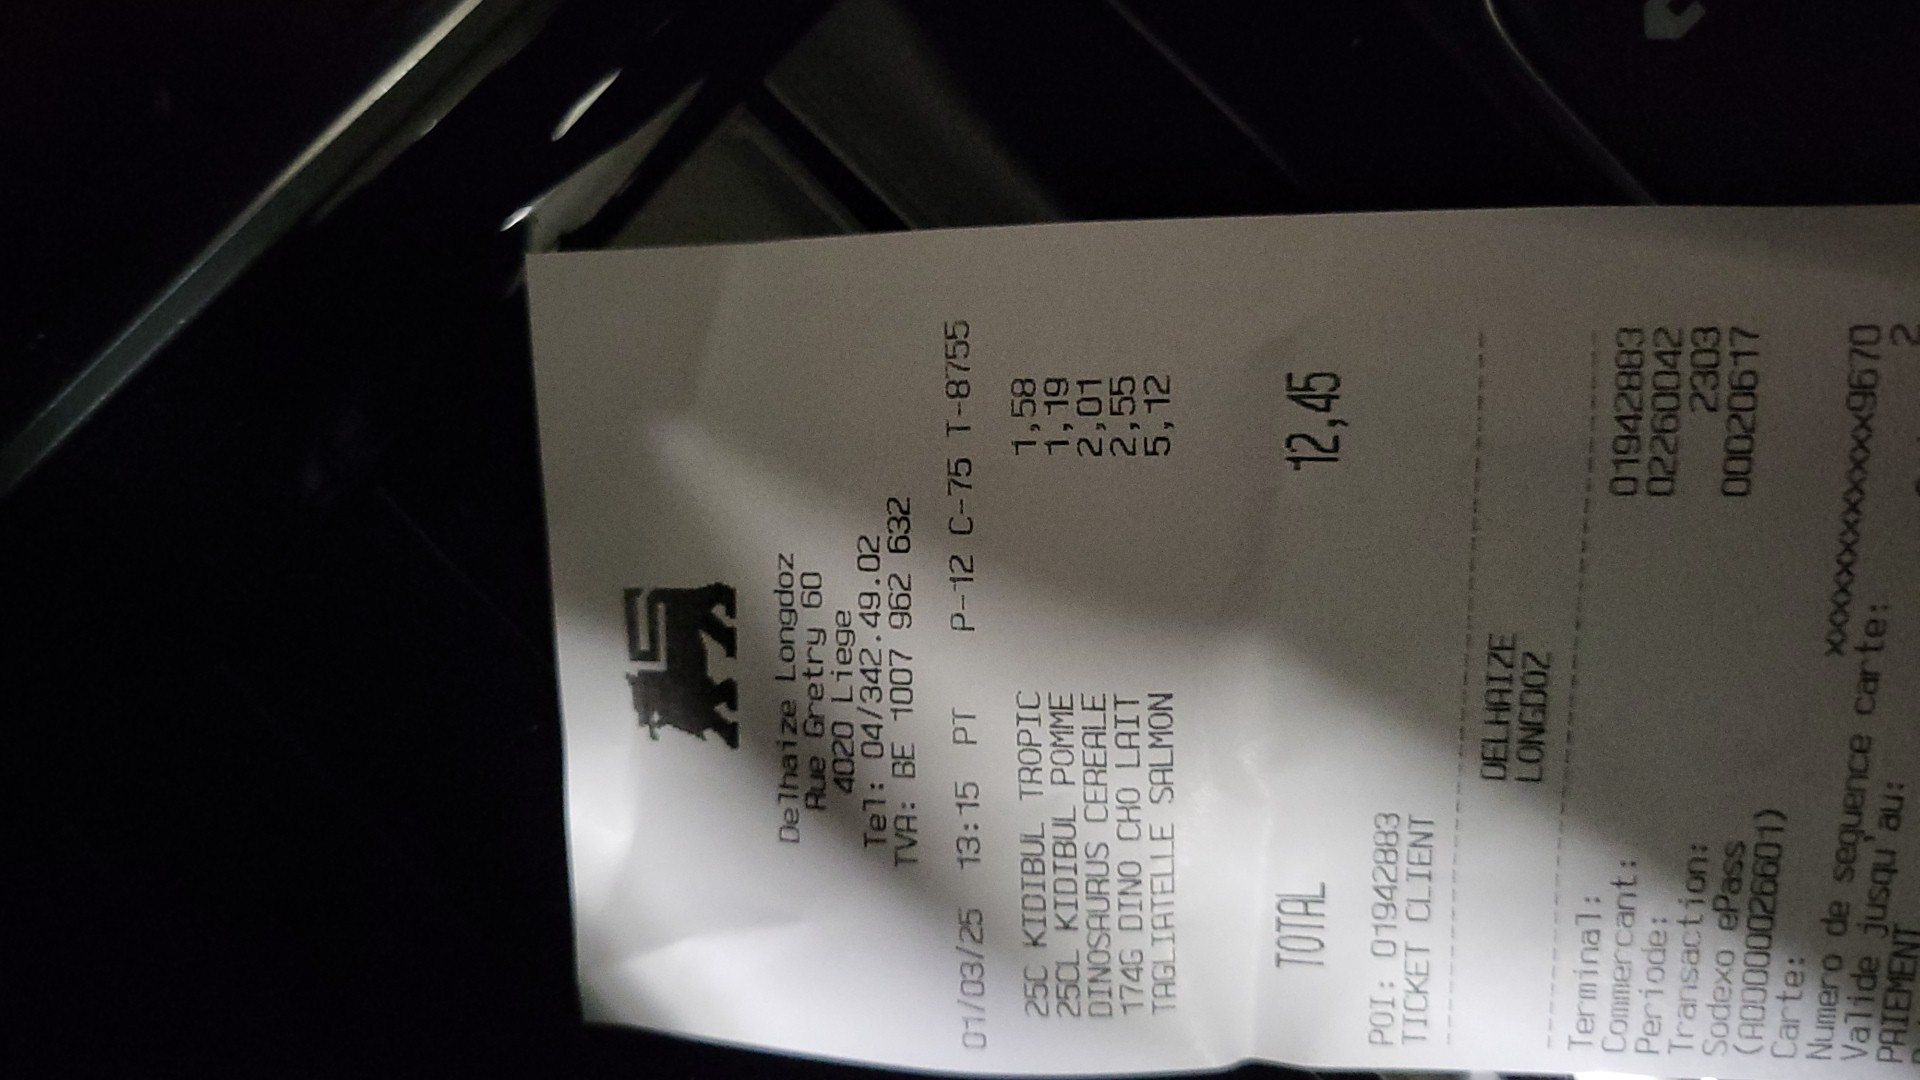 Delhaize Longdoz
Rue Gretry 60
4020 Liege
Tel: 04/342.49.02
TVA: BE 1007 962 632
01/03/25 13:15 PT P-12 C-75 T-8755
25C KIDIBUL TROPIC 1,58
25CL KIDIBUL POMME 1,19
DINOSAURUS CEREALE 2,01
174G DINO CHO LAIT 2,55
TAGLIATELLE SALMON 5,12
TOTAL 12,45
POI: 01942883
TICKET CLIENT
DELHAIZE
LONGDOZ
Terminal: 01942883
Commercant: 02260042
Periode: 2303
Transaction: 00020617
Sodexo ePass
(A0000026601)
Carte: xxxxxxxxxxxxxxx9670
Numero de sequence carte: 2
Valide jusqu'au:
PAIEMENT